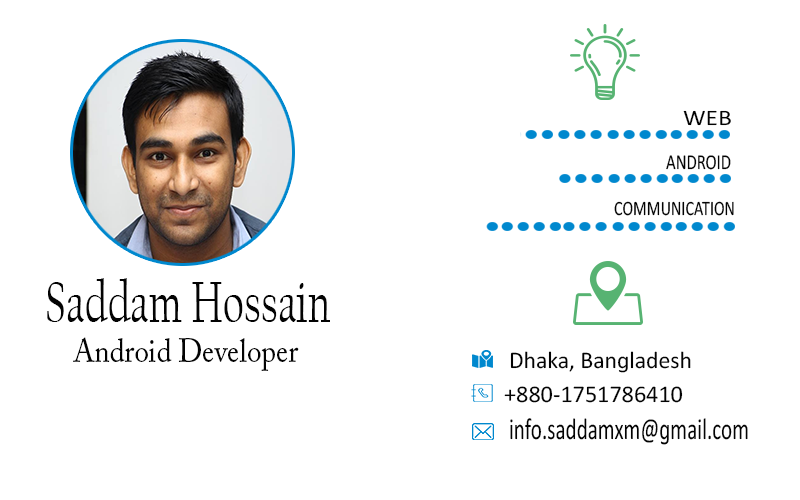 Saddam Hossain
Android Developer
WEB
ANDROID
COMMUNICATION
Dhaka, Bangladesh
+880-1751786410
info.saddamxm@gmail.com